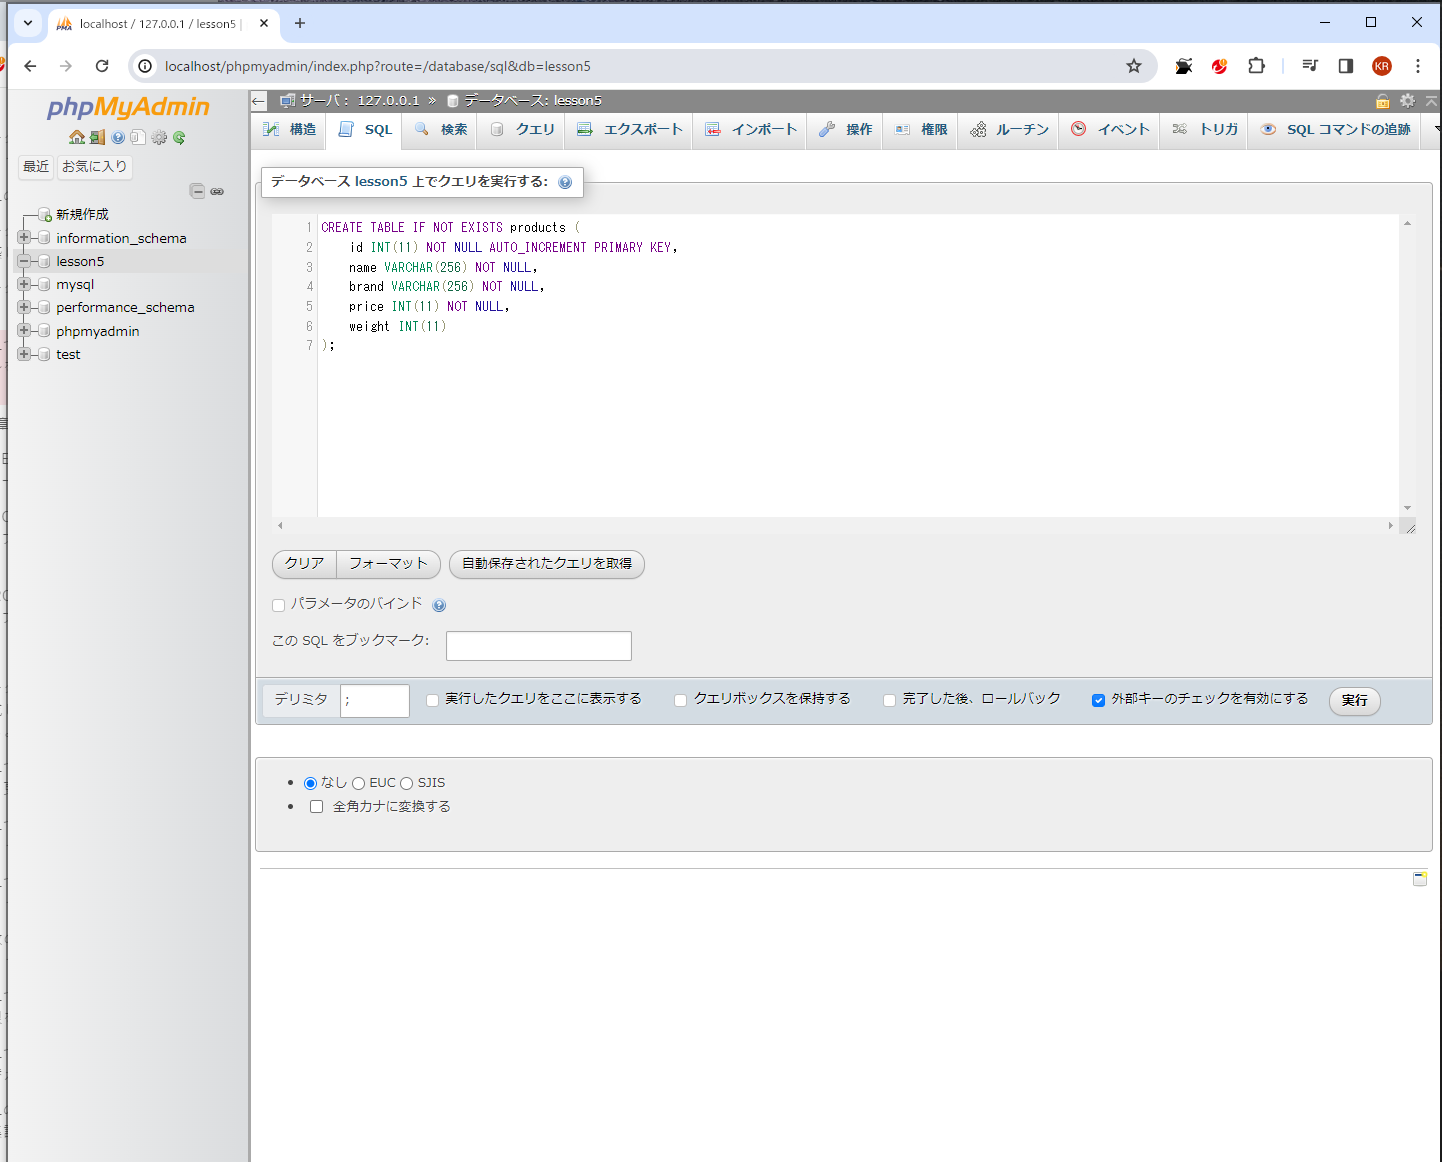 localhost / 127.0.0.1 / lesson5 |
localhost/phpmyadmin/index.php?route=/database/sql&db=lesson5
KR
phpMyAdmin
最近 お気に入り
新規作成
information_schema
lesson5
mysql
performance_schema
phpmyadmin
test
サーバ: 127.0.0.1 » データベース: lesson5
構造 SQL 検索 クエリ エクスポート インポート 操作 権限 ルーチン イベント トリガ SQL コマンドの追跡
データベース lesson5 上でクエリを実行する:
1 CREATE TABLE IF NOT EXISTS products (
2 id INT(11) NOT NULL AUTO_INCREMENT PRIMARY KEY,
3 name VARCHAR(256) NOT NULL,
4 brand VARCHAR(256) NOT NULL,
5 price INT(11) NOT NULL,
6 weight INT(11)
7 );
クリア フォーマット 自動保存されたクエリを取得
パラメータのバインド
この SQL をブックマーク:
デリミタ ; 実行したクエリをここに表示する クエリボックスを保持する 完了した後、ロールバック 外部キーのチェックを有効にする 実行
なし EUC SJIS
全角カナに変換する